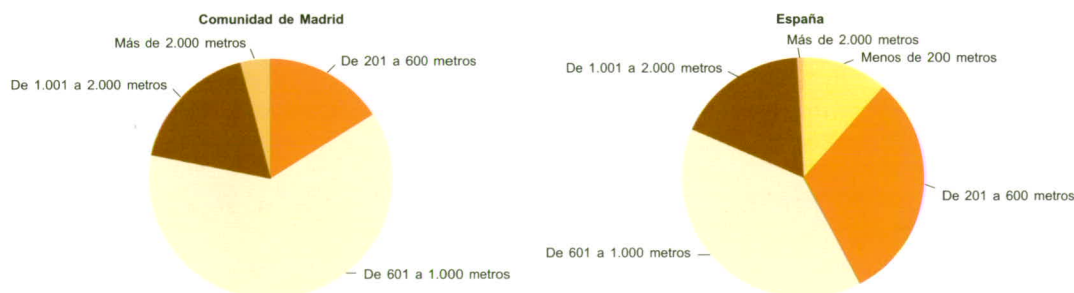 Comunidad de Madrid
Más de 2.000 metros
De 201 a 600 metros
De 1.001 a 2.000 metros
De 601 a 1.000 metros
España
Más de 2.000 metros
Menos de 200 metros
De 1.001 a 2.000 metros
De 201 a 600 metros
De 601 a 1.000 metros